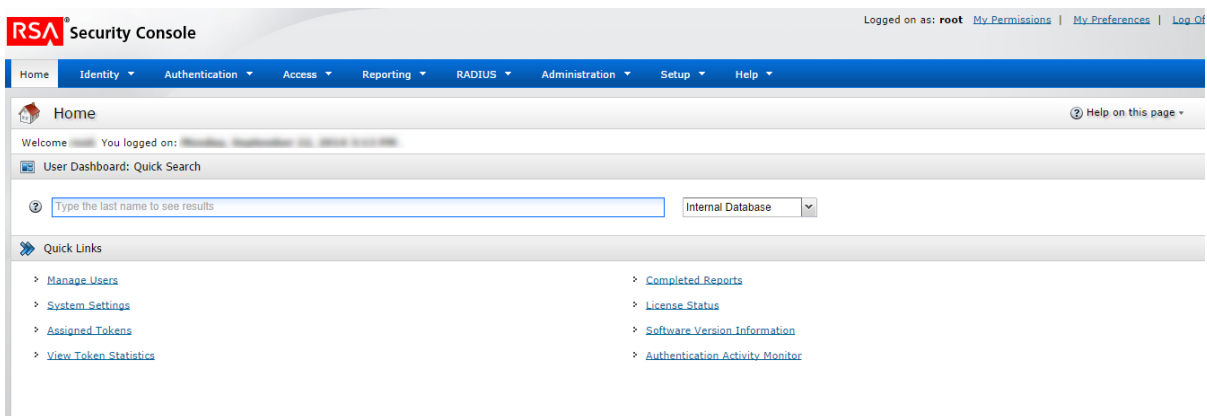 Logged on as: root My Permissions | My Preferences | Log Of
RSA® Security Console
Home Identity Authentication Access Reporting RADIUS Administration Setup Help
Home
Help on this page
Welcome You logged on:
User Dashboard: Quick Search
Type the last name to see results Internal Database
Quick Links
Manage Users Completed Reports
System Settings License Status
Assigned Tokens Software Version Information
View Token Statistics Authentication Activity Monitor